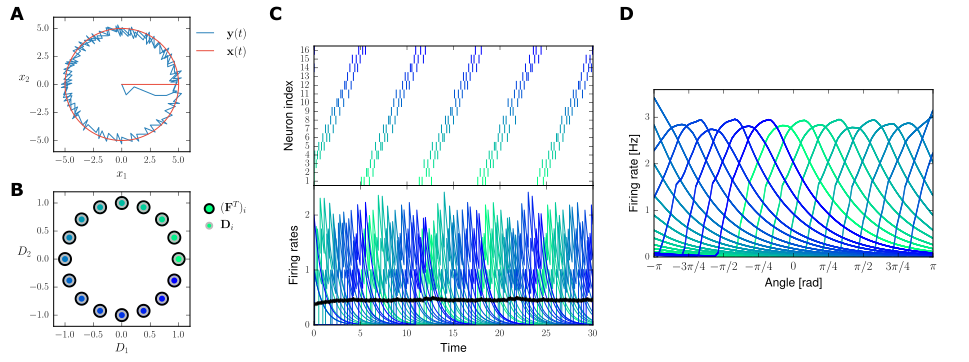 A
5.0
2.5
0.0
−2.5
−5.0
x₂
−5.0 −2.5 0.0 2.5 5.0
x₁
y(t)
x(t)
B
1.0
0.5
0.0
−0.5
−1.0
D₂
−1.0 −0.5 0.0 0.5 1.0
D₁
(Fᵀ)ᵢ
Dᵢ
C
16
15
14
13
12
11
10
9
8
7
6
5
4
3
2
1
Neuron index
2
1
0
Firing rates
0 5 10 15 20 25 30
Time
D
3
2
1
0
Firing rate [Hz]
−π −3π/4 −π/2 −π/4 0 π/4 π/2 3π/4 π
Angle [rad]